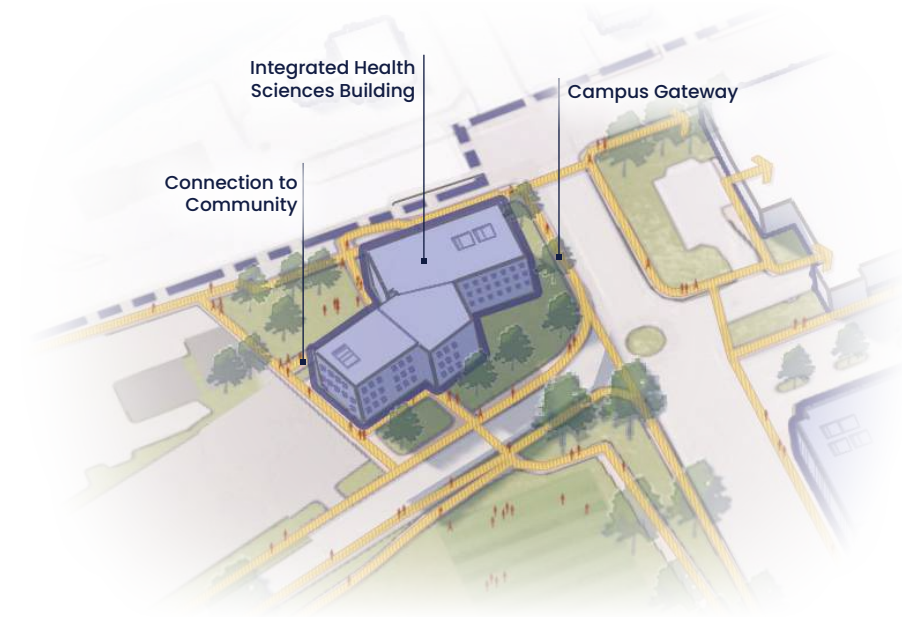 Integrated Health
Sciences Building
Campus Gateway
Connection to
Community